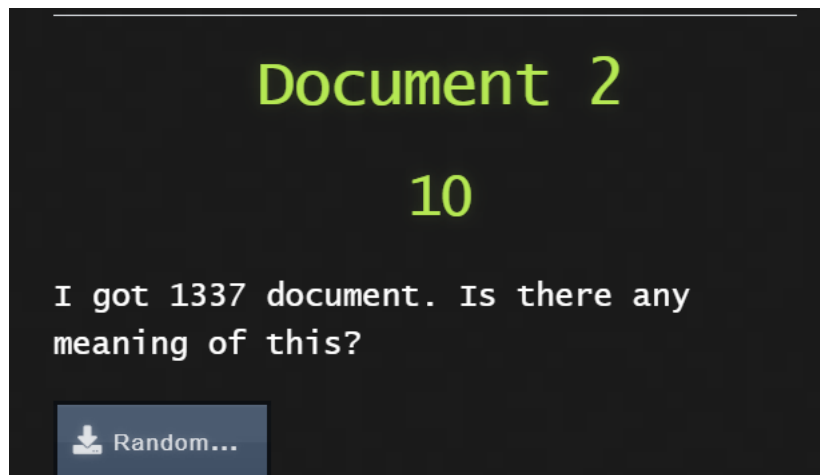 Document 2
10
I got 1337 document. Is there any
meaning of this?
Random...